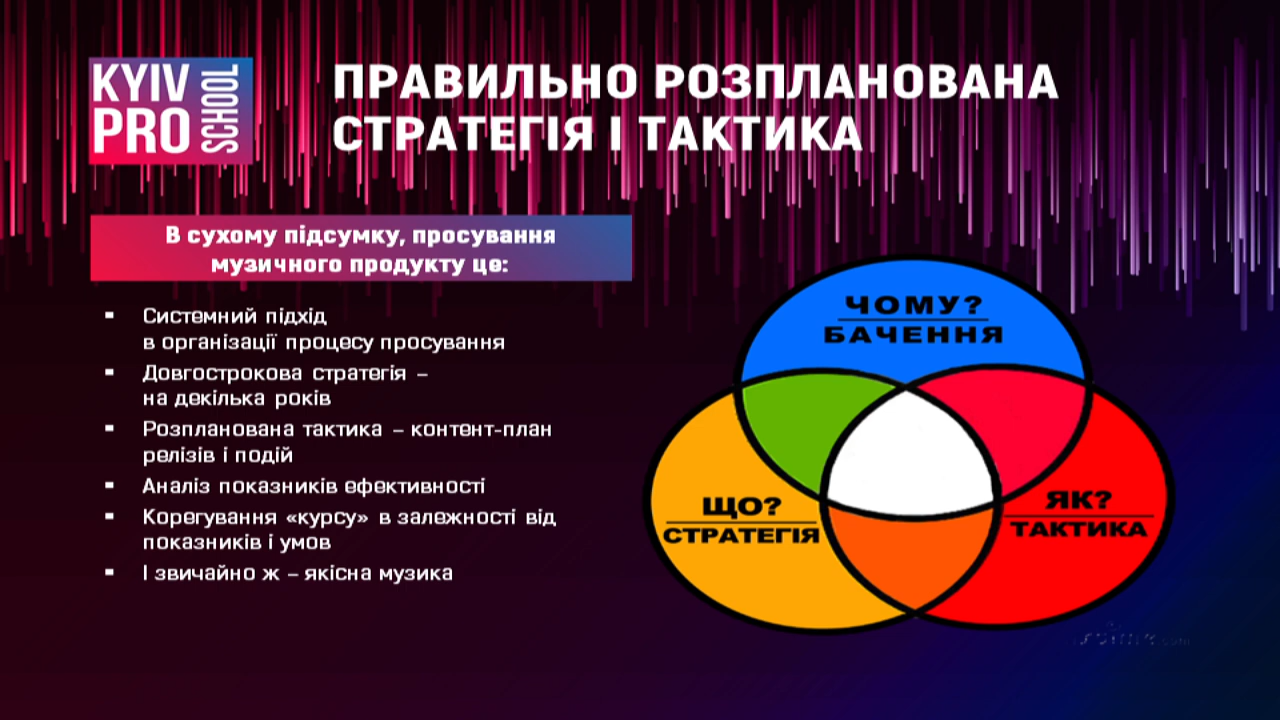 KYIV
PRO
SCHOOL
ПРАВИЛЬНО РОЗПЛАНОВАНА
СТРАТЕГІЯ І ТАКТИКА
В сухому підсумку, просування
музичного продукту це:
▪ Системний підхід
в організації процесу просування
▪ Довгострокова стратегія –
на декілька років
▪ Розпланована тактика – контент-план
релізів і подій
▪ Аналіз показників ефективності
▪ Корегування «курсу» в залежності від
показників і умов
▪ І звичайно ж – якісна музика
ЧОМУ?
БАЧЕННЯ
ЩО?
СТРАТЕГІЯ
ЯК?
ТАКТИКА